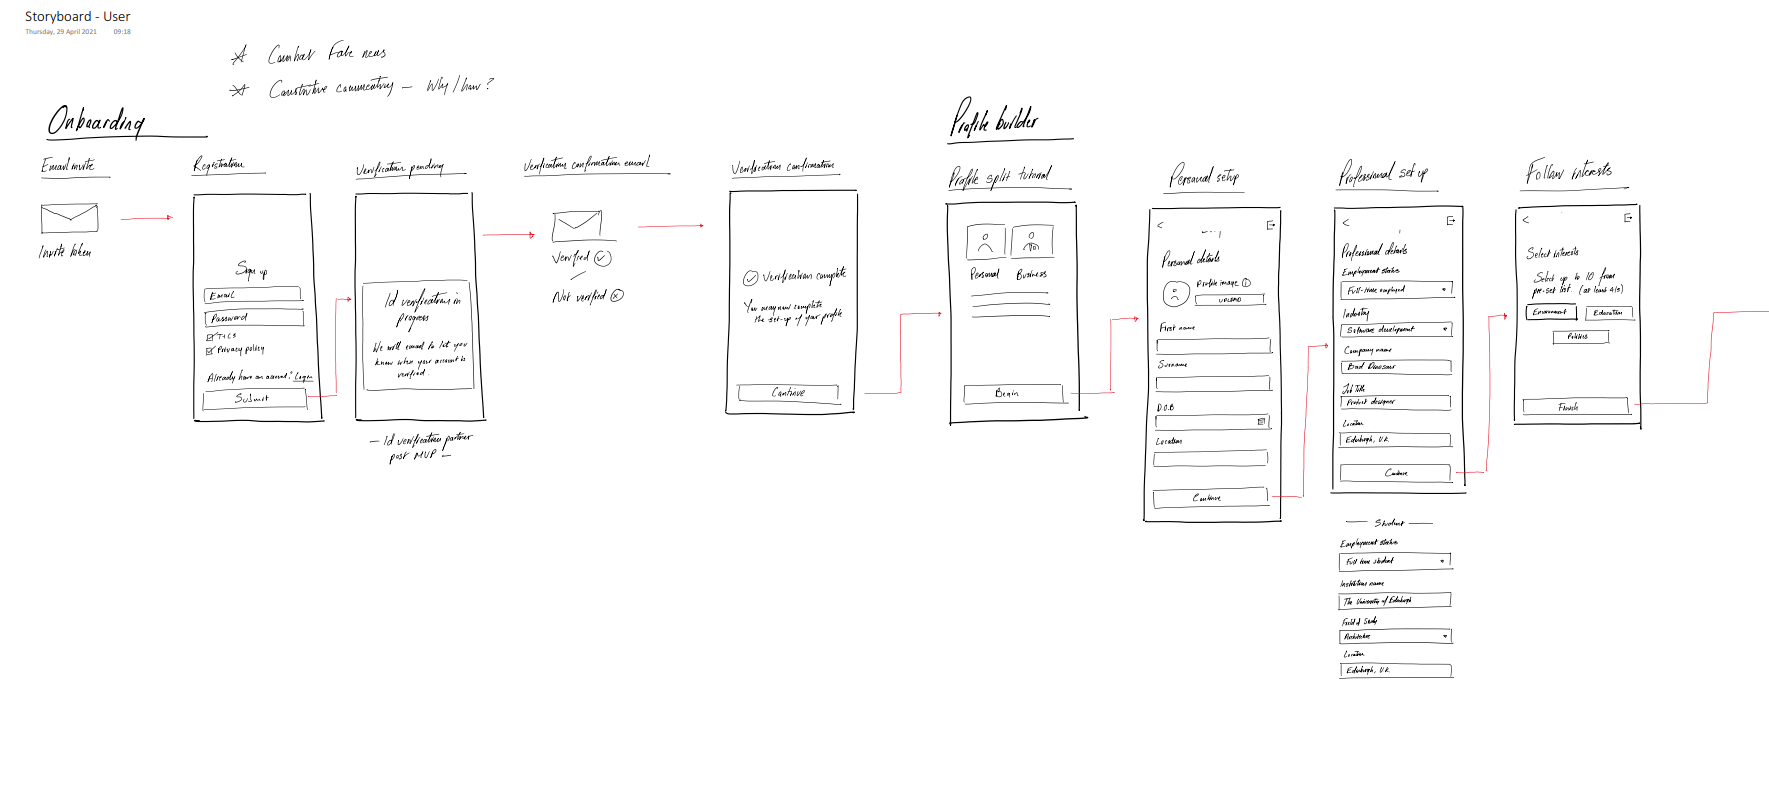 Storyboard - User
Thursday, 29 April 2021 09:18
Combat Fake news
Constructive commentary – Why / how?
Onboarding
Email invite
Invite token
Registration
Sign up
Email
Password
T+Cs
Privacy policy
Already have an account? Login
Submit
Verification pending
Id verification in
progress
We will email to let you
know when your account is
verified.
– Id verification partner
post MVP –
Verification confirmation email
Verified
Not verified
Verification confirmation
Verification complete
You may now complete
the set-up of your profile
Continue
Profile builder
Profile split tutorial
Personal Business
Begin
Personal setup
Personal details
Profile image
UPLOAD
First name
Surname
D.O.B
Location
Continue
Professional set up
Professional details
Employment status
Full-time employed
Industry
Software development
Company name
Bad Dinosaur
Job Title
Product designer
Location
Edinburgh, UK
Continue
Student
Employment status
Full time student
Institution name
The University of Edinburgh
Field of Study
Architecture
Location
Edinburgh, UK
Follow interests
Select interests
Select up to 10 from
pre-set list. (at least 4/5)
Environment Education
Politics
Finish